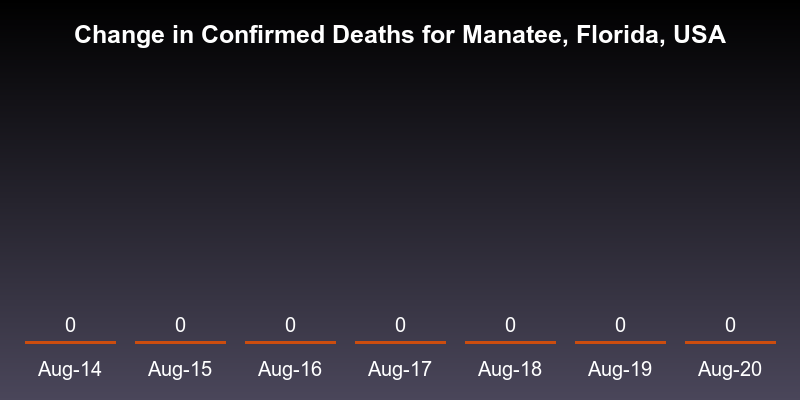 Change in Confirmed Deaths for Manatee, Florida, USA
0 0 0 0 0 0 0
Aug-14 Aug-15 Aug-16 Aug-17 Aug-18 Aug-19 Aug-20